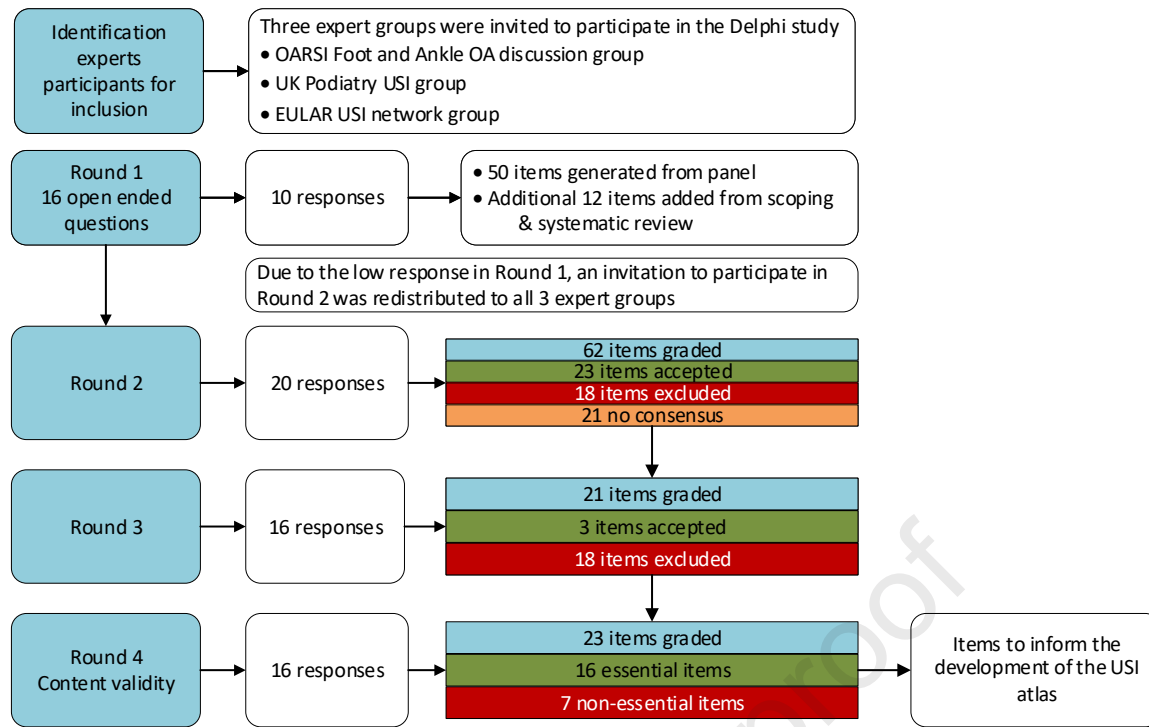 Identification
experts
participants for
inclusion
Three expert groups were invited to participate in the Delphi study
• OARSI Foot and Ankle OA discussion group
• UK Podiatry USI group
• EULAR USI network group
Round 1
16 open ended
questions
10 responses
• 50 items generated from panel
• Additional 12 items added from scoping
& systematic review
Due to the low response in Round 1, an invitation to participate in
Round 2 was redistributed to all 3 expert groups
Round 2
20 responses
62 items graded
23 items accepted
18 items excluded
21 no consensus
Round 3
16 responses
21 items graded
3 items accepted
18 items excluded
Round 4
Content validity
16 responses
23 items graded
16 essential items
7 non-essential items
Items to inform the
development of the USI
atlas
proof